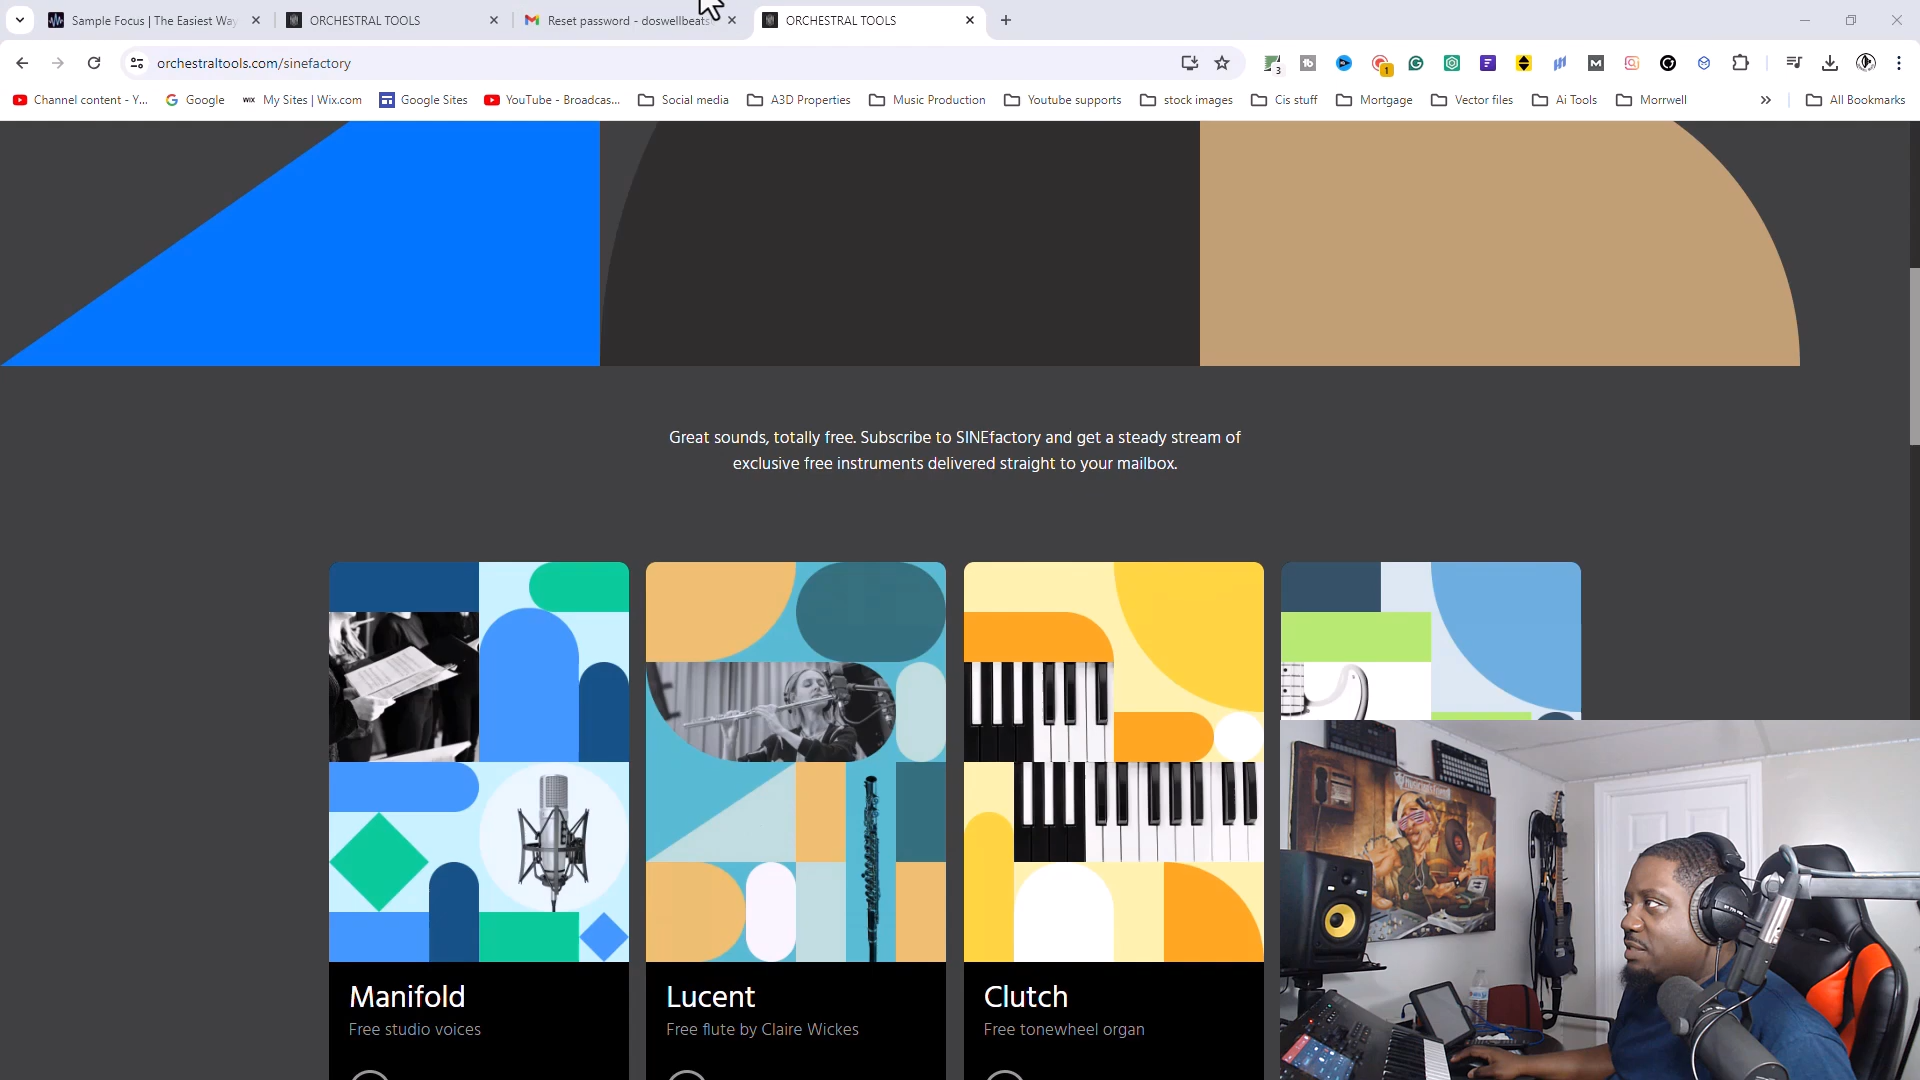 Sample Focus | The Easiest Way
ORCHESTRAL TOOLS
Reset password - doswellbeats
ORCHESTRAL TOOLS
orchestraltools.com/sinefactory
3
1
Channel content - Y...
Google
My Sites | Wix.com
Google Sites
YouTube - Broadcas...
Social media
A3D Properties
Music Production
Youtube supports
stock images
Cis stuff
Mortgage
Vector files
Ai Tools
Morrwell
All Bookmarks
Great sounds, totally free. Subscribe to SINEfactory and get a steady stream of
exclusive free instruments delivered straight to your mailbox.
Manifold
Free studio voices
Lucent
Free flute by Claire Wickes
Clutch
Free tonewheel organ